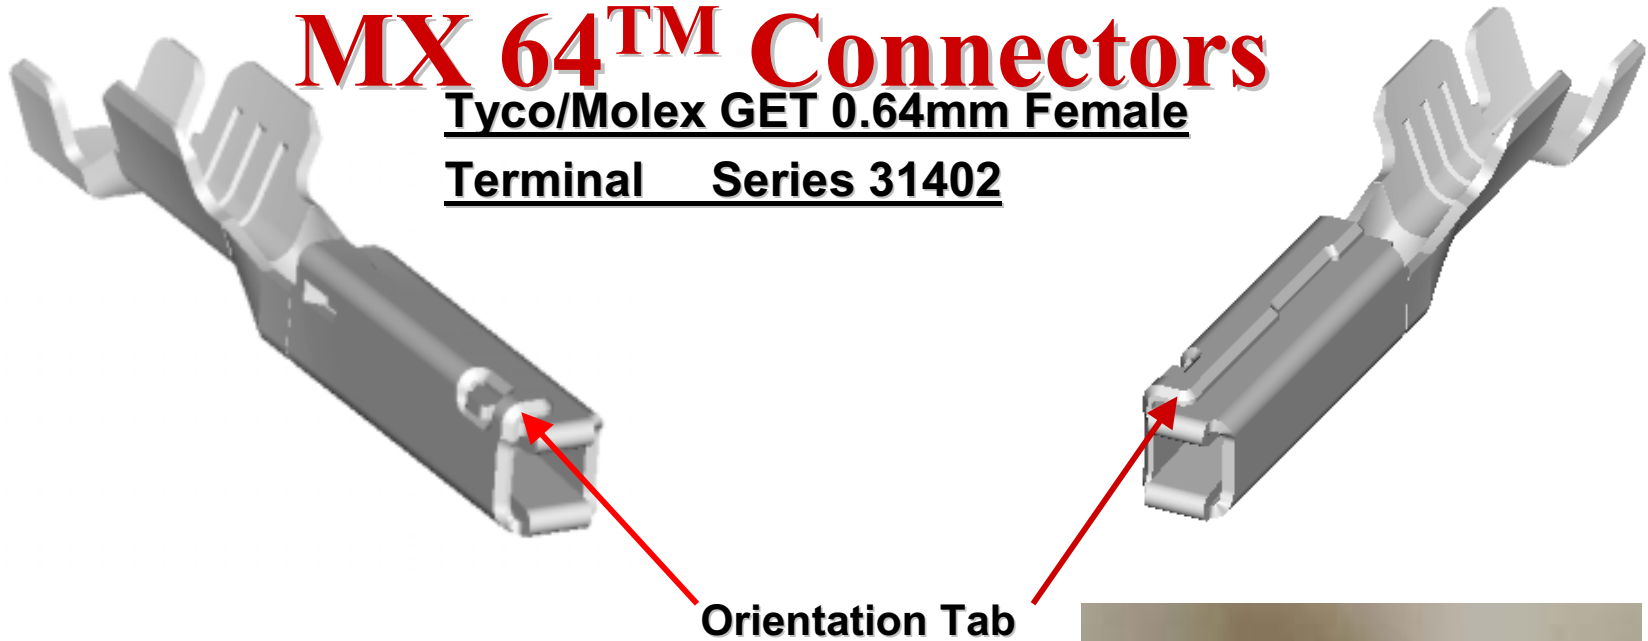 MX 64™ Connectors
Tyco/Molex GET 0.64mm Female
Terminal Series 31402
Orientation Tab